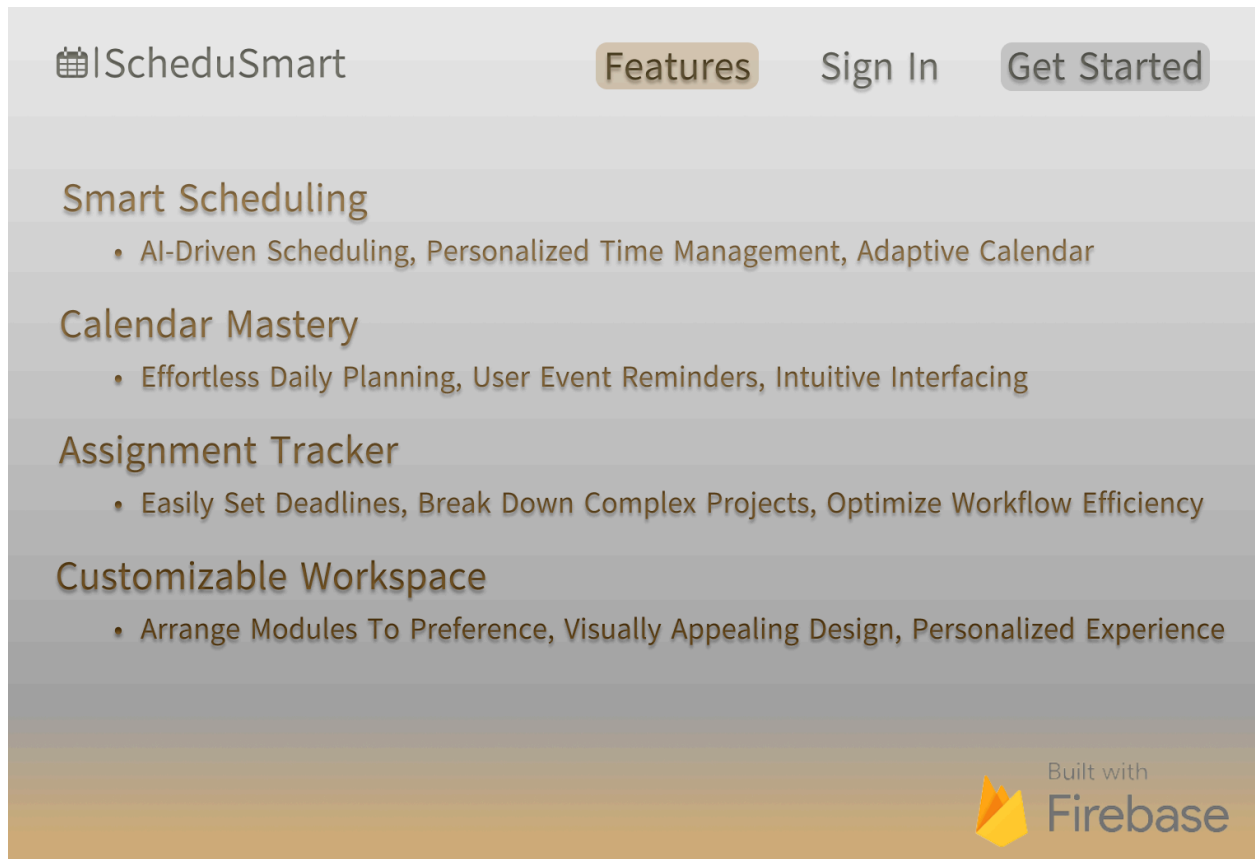 |ScheduSmart
Features
Sign In
Get Started
Smart Scheduling
• AI-Driven Scheduling, Personalized Time Management, Adaptive Calendar
Calendar Mastery
• Effortless Daily Planning, User Event Reminders, Intuitive Interfacing
Assignment Tracker
• Easily Set Deadlines, Break Down Complex Projects, Optimize Workflow Efficiency
Customizable Workspace
• Arrange Modules To Preference, Visually Appealing Design, Personalized Experience
Built with
Firebase